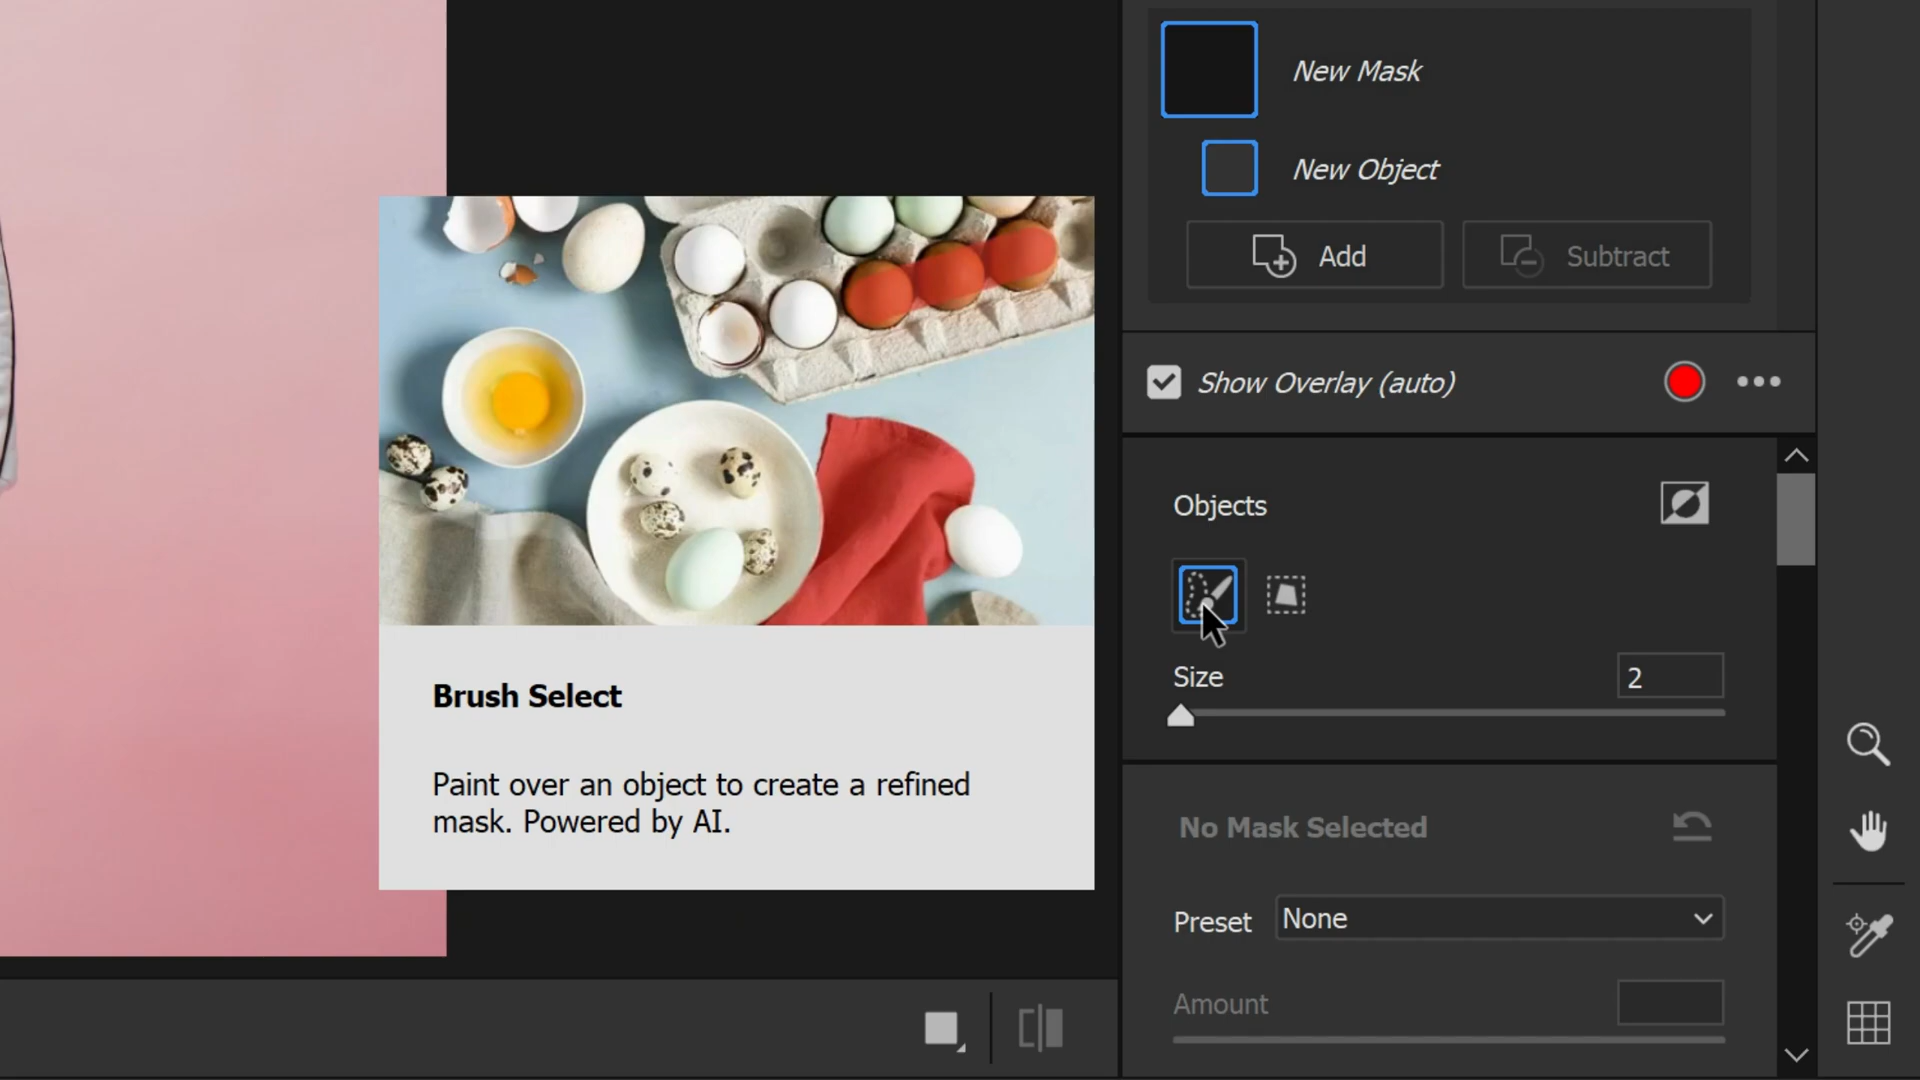 New Mask
New Object
Add
Subtract
Show Overlay (auto)
Objects
Size
2
Brush Select
Paint over an object to create a refined
mask. Powered by AI.
No Mask Selected
Preset
None
Amount